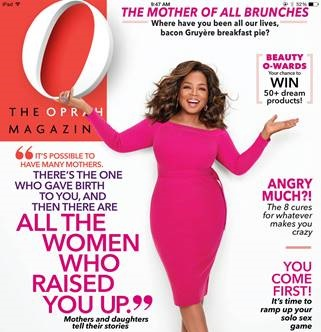 iPad
9:47 AM
32%
THE MOTHER OF ALL BRUNCHES
Where have you been all our lives,
bacon Gruyère breakfast pie?
O
THE OPRAH
MAGAZINE
BEAUTY
O-WARDS
Your chance to
WIN
50+ dream
products!
“IT'S POSSIBLE TO
HAVE MANY MOTHERS.
THERE'S THE ONE
WHO GAVE BIRTH
TO YOU, AND
THEN THERE ARE
ALL THE
WOMEN
WHO
RAISED
YOU UP.”
Mothers and daughters
tell their stories
ANGRY
MUCH?!
The 8 cures
for whatever
makes you
crazy
YOU
COME
FIRST!
It's time to
ramp up your
solo sex
game